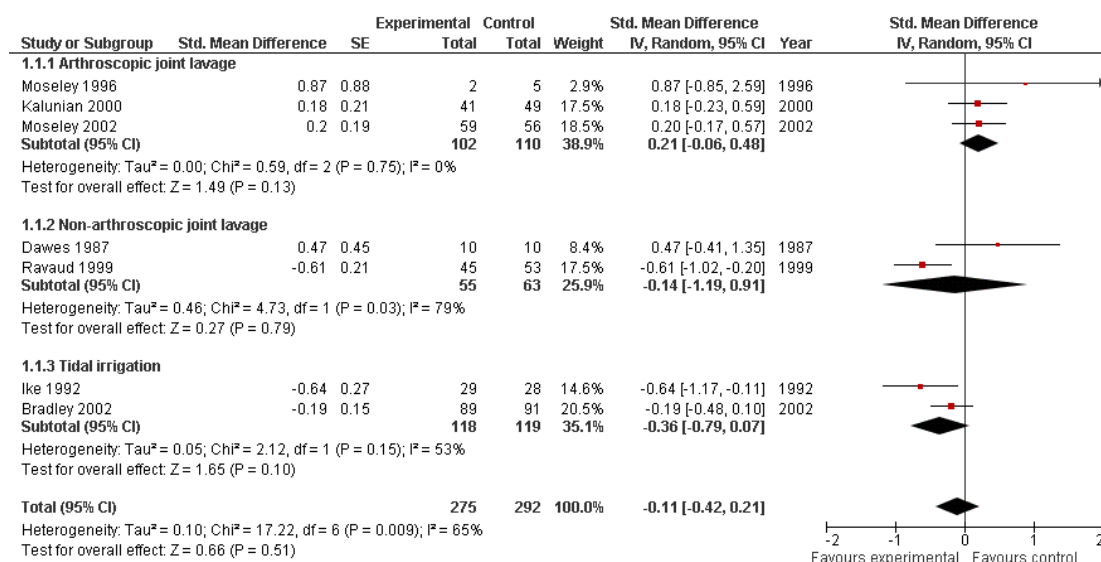 Experimental Control Std. Mean Difference Std. Mean Difference
Study or Subgroup Std. Mean Difference SE Total Total Weight IV, Random, 95% CI Year IV, Random, 95% CI
1.1.1 Arthroscopic joint lavage
Moseley 1996 0.87 0.88 2 5 2.9% 0.87 [-0.85, 2.59] 1996
Kalunian 2000 0.18 0.21 41 49 17.5% 0.18 [-0.23, 0.59] 2000
Moseley 2002 0.2 0.19 59 56 18.5% 0.20 [-0.17, 0.57] 2002
Subtotal (95% CI) 102 110 38.9% 0.21 [-0.06, 0.48]
Heterogeneity: Tau² = 0.00; Chi² = 0.59, df = 2 (P = 0.75); I² = 0%
Test for overall effect: Z = 1.49 (P = 0.13)
1.1.2 Non-arthroscopic joint lavage
Dawes 1987 0.47 0.45 10 10 8.4% 0.47 [-0.41, 1.35] 1987
Ravaud 1999 -0.61 0.21 45 53 17.5% -0.61 [-1.02, -0.20] 1999
Subtotal (95% CI) 55 63 25.9% -0.14 [-1.19, 0.91]
Heterogeneity: Tau² = 0.46; Chi² = 4.73, df = 1 (P = 0.03); I² = 79%
Test for overall effect: Z = 0.27 (P = 0.79)
1.1.3 Tidal irrigation
Ike 1992 -0.64 0.27 29 28 14.6% -0.64 [-1.17, -0.11] 1992
Bradley 2002 -0.19 0.15 89 91 20.5% -0.19 [-0.48, 0.10] 2002
Subtotal (95% CI) 118 119 35.1% -0.36 [-0.79, 0.07]
Heterogeneity: Tau² = 0.05; Chi² = 2.12, df = 1 (P = 0.15); I² = 53%
Test for overall effect: Z = 1.65 (P = 0.10)
Total (95% CI) 275 292 100.0% -0.11 [-0.42, 0.21]
Heterogeneity: Tau² = 0.10; Chi² = 17.22, df = 6 (P = 0.009); I² = 65%
Test for overall effect: Z = 0.66 (P = 0.51)
-2 -1 0 1 2
Favours experimental Favours control